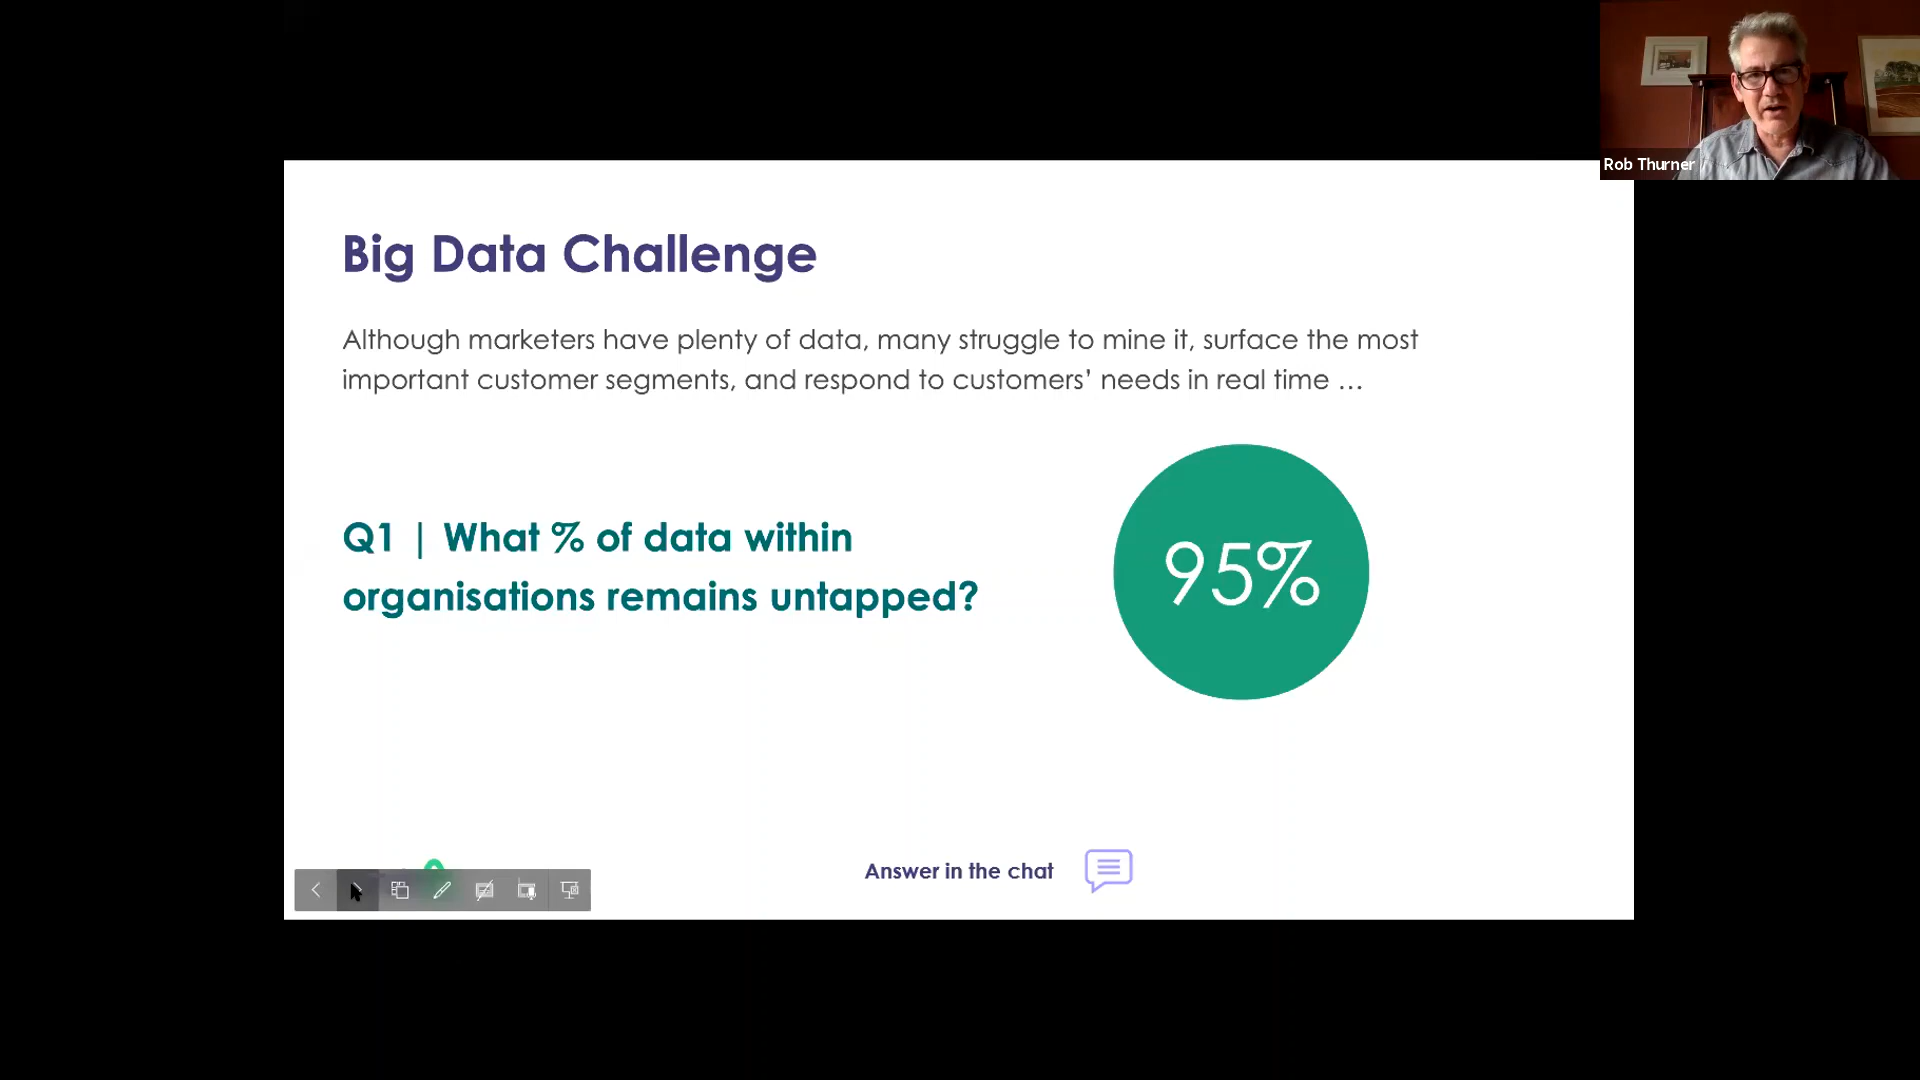 Rob Thurner
Big Data Challenge
Although marketers have plenty of data, many struggle to mine it, surface the most
important customer segments, and respond to customers’ needs in real time …
Q1 | What % of data within
organisations remains untapped?
95%
Answer in the chat